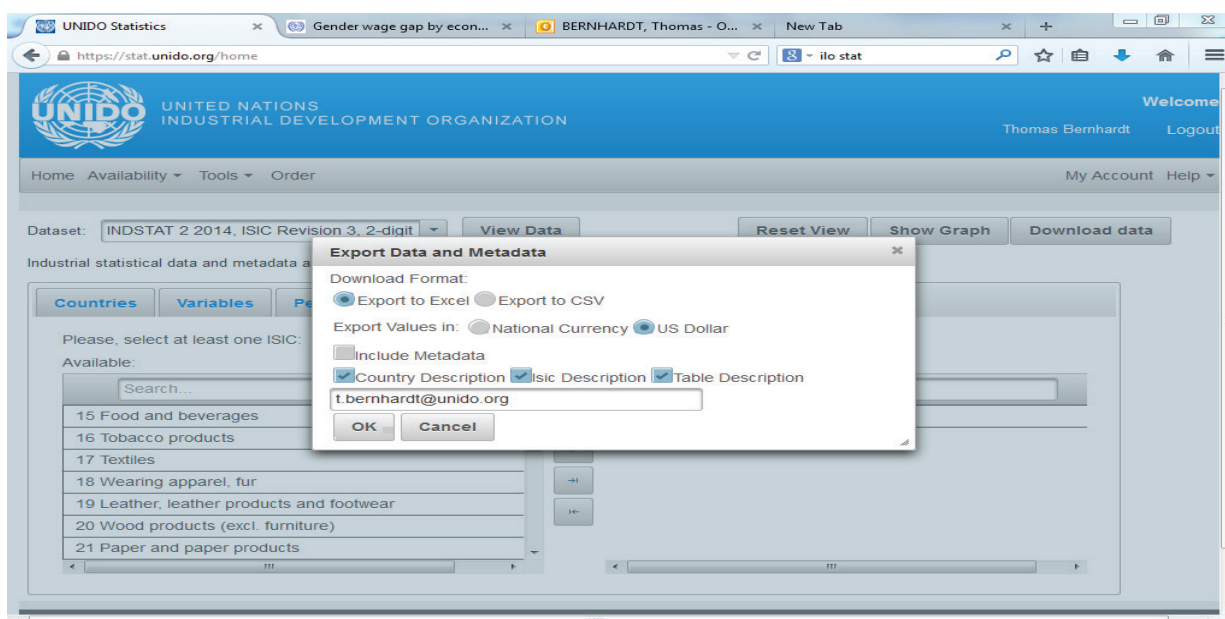 UNIDO Statistics
Gender wage gap by econ...
BERNHARDT, Thomas - O...
New Tab
https://stat.unido.org/home
8
ilo stat
UNIDO
UNITED NATIONS
INDUSTRIAL DEVELOPMENT ORGANIZATION
Welcome
Thomas Bernhardt
Logout
Home Availability Tools Order
My Account Help
Dataset: INDSTAT 2 2014, ISIC Revision 3, 2-digit
View Data
Reset View
Show Graph
Download data
Industrial statistical data and metadata a
Export Data and Metadata
Download Format:
Export to Excel Export to CSV
Export Values in: National Currency US Dollar
Include Metadata
Country Description Isic Description Table Description
t.bernhardt@unido.org
OK Cancel
Countries
Variables
Pe
Please, select at least one ISIC:
Available:
Search...
15 Food and beverages
16 Tobacco products
17 Textiles
18 Wearing apparel, fur
19 Leather, leather products and footwear
20 Wood products (excl. furniture)
21 Paper and paper products